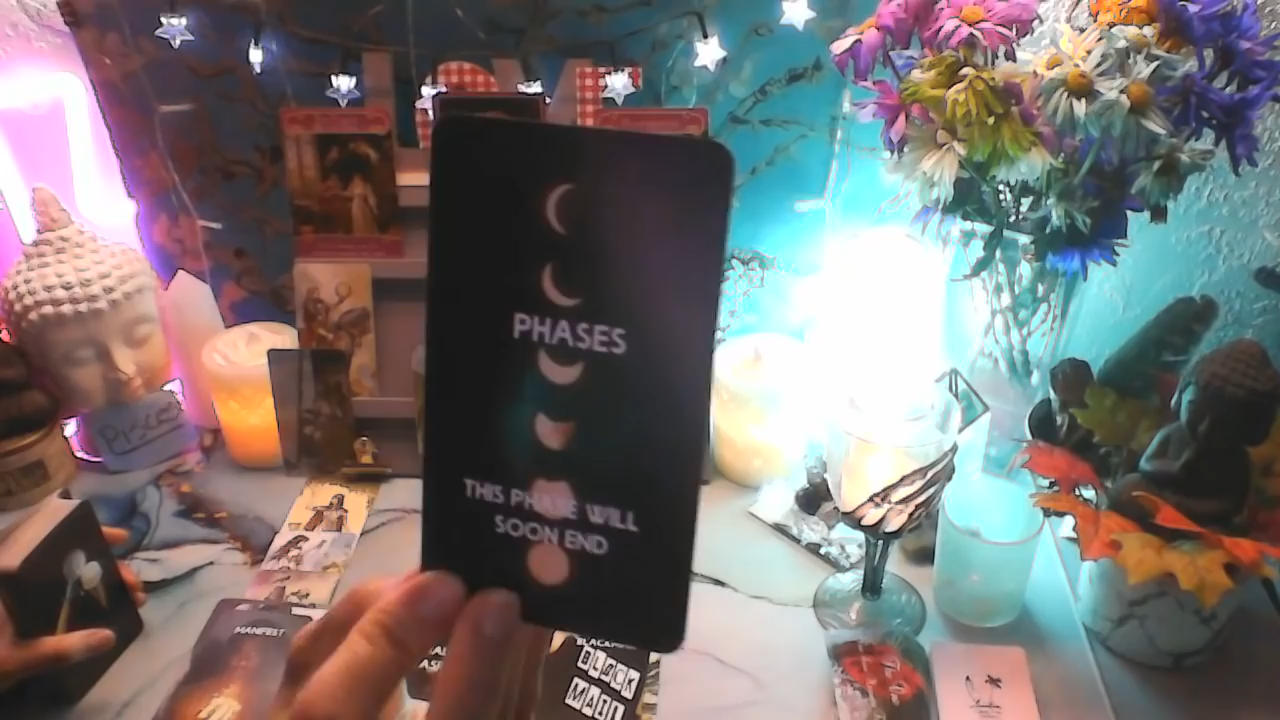 PHASES
THIS PHASE WILL
SOON END
PISCES
MANIFEST
BLACK
MAIL